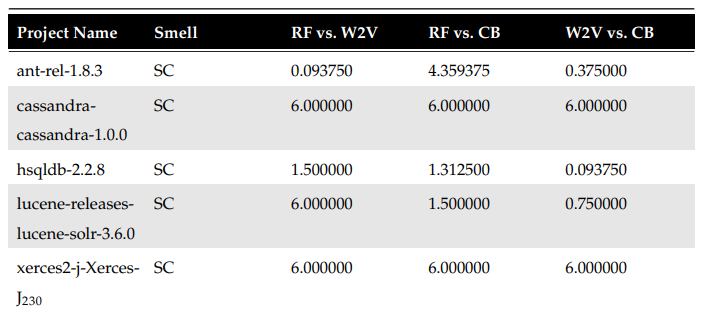 Project Name Smell RF vs. W2V RF vs. CB W2V vs. CB
ant-rel-1.8.3 SC 0.093750 4.359375 0.375000
cassandra- SC 6.000000 6.000000 6.000000
cassandra-1.0.0
hsqldb-2.2.8 SC 1.500000 1.312500 0.093750
lucene-releases- SC 6.000000 1.500000 0.750000
lucene-solr-3.6.0
xerces2-j-Xerces- SC 6.000000 6.000000 6.000000
J230